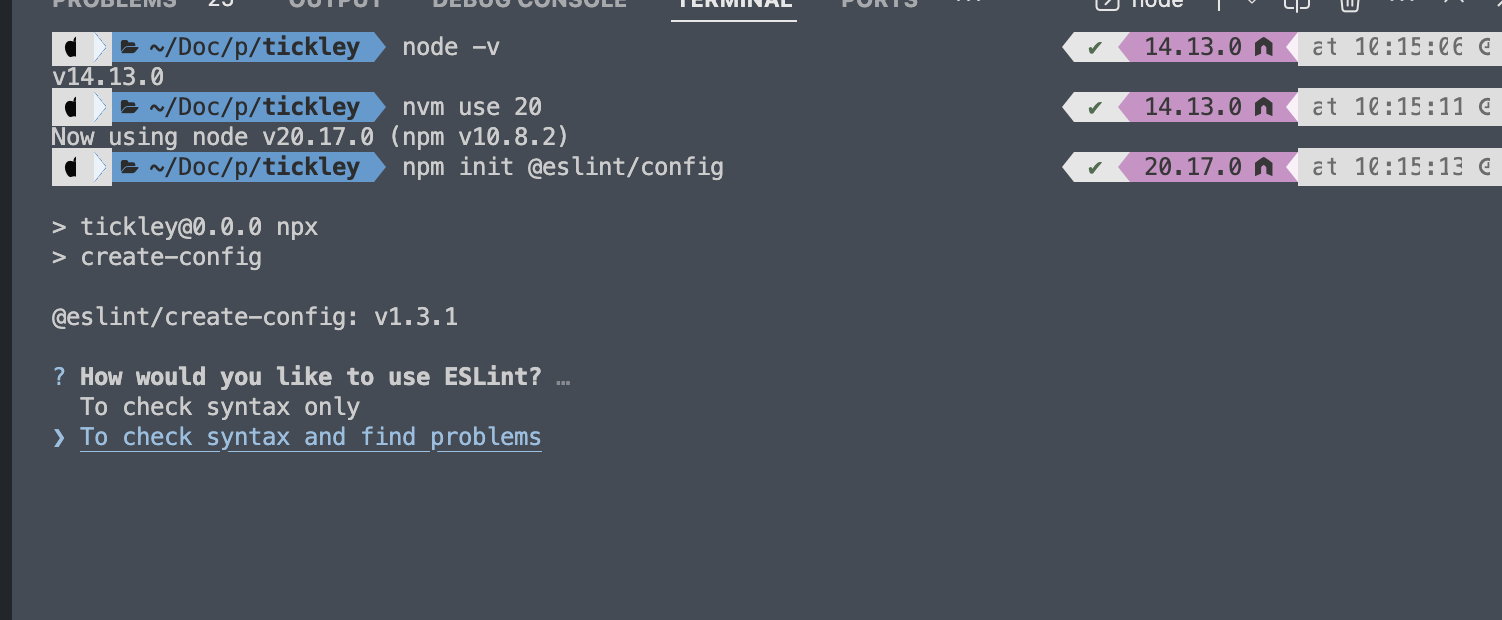 PROBLEMS 25 OUTPUT DEBUG CONSOLE TERMINAL PORTS ... node
~/Doc/p/tickley node -v ✔ 14.13.0 at 10:15:06
v14.13.0
~/Doc/p/tickley nvm use 20 ✔ 14.13.0 at 10:15:11
Now using node v20.17.0 (npm v10.8.2)
~/Doc/p/tickley npm init @eslint/config ✔ 20.17.0 at 10:15:13
> tickley@0.0.0 npx
> create-config
@eslint/create-config: v1.3.1
? How would you like to use ESLint? …
To check syntax only
❯ To check syntax and find problems